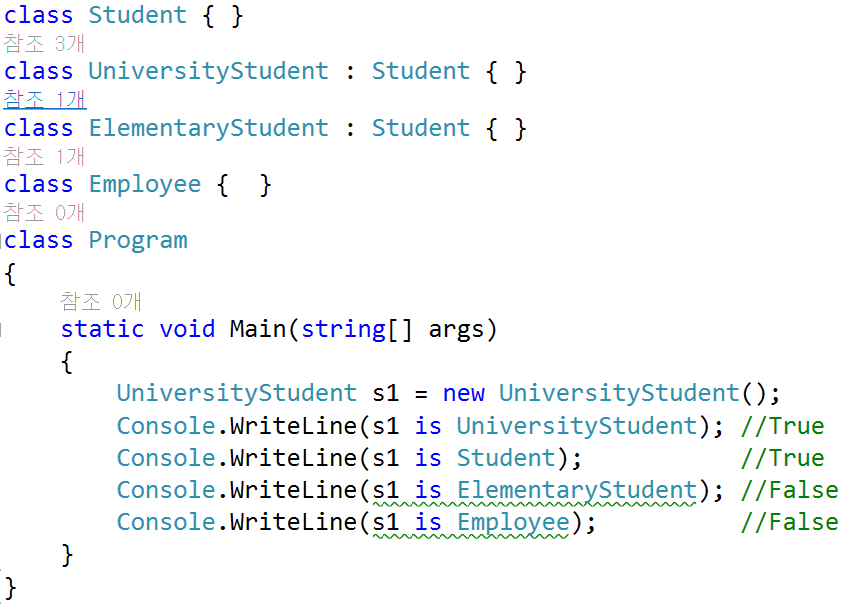 class Student { }
참조 3개
class UniversityStudent : Student { }
참조 1개
class ElementaryStudent : Student { }
참조 1개
class Employee {  }
참조 0개
class Program
{
참조 0개
static void Main(string[] args)
{
UniversityStudent s1 = new UniversityStudent();
Console.WriteLine(s1 is UniversityStudent); //True
Console.WriteLine(s1 is Student); //True
Console.WriteLine(s1 is ElementaryStudent); //False
Console.WriteLine(s1 is Employee); //False
}
}